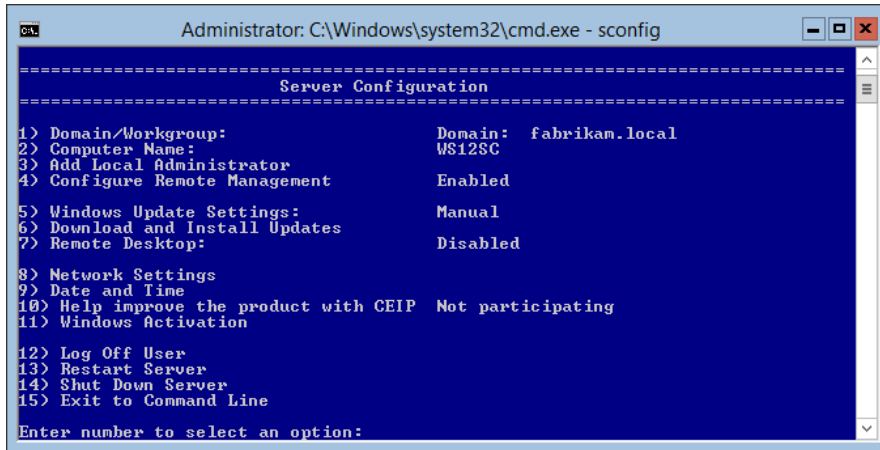 Administrator: C:\Windows\system32\cmd.exe - sconfig
===============================================================================
Server Configuration
===============================================================================
1) Domain/Workgroup: Domain: fabrikam.local
2) Computer Name: WS12SC
3) Add Local Administrator
4) Configure Remote Management Enabled
5) Windows Update Settings: Manual
6) Download and Install Updates
7) Remote Desktop: Disabled
8) Network Settings
9) Date and Time
10) Help improve the product with CEIP Not participating
11) Windows Activation
12) Log Off User
13) Restart Server
14) Shut Down Server
15) Exit to Command Line
Enter number to select an option: